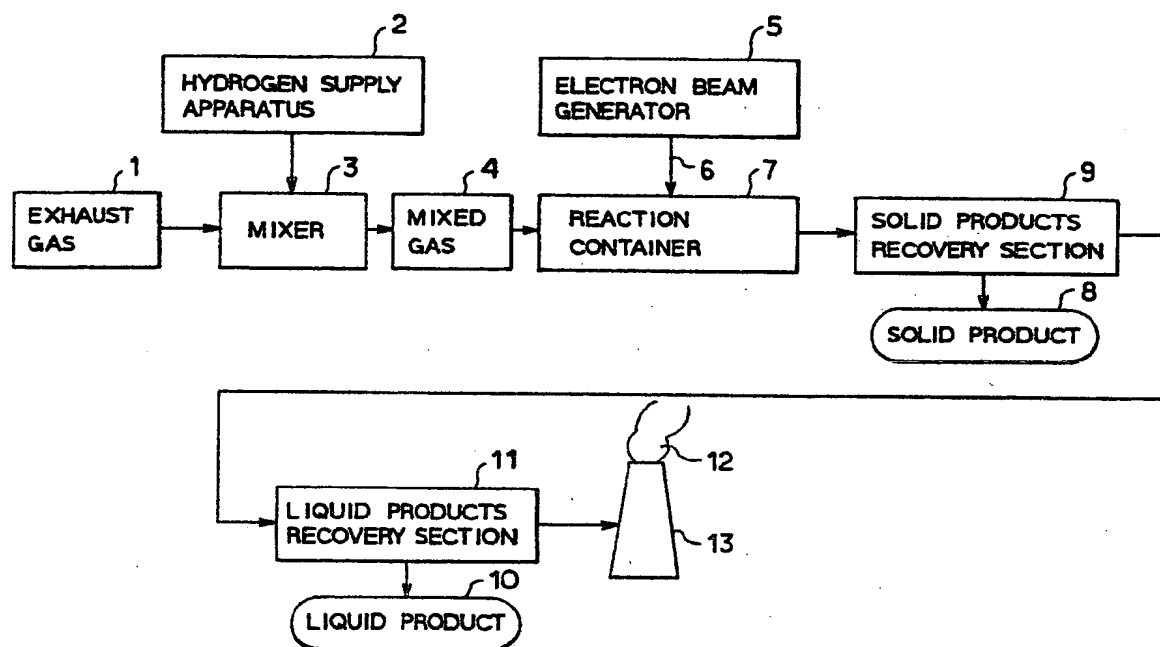 2
HYDROGEN SUPPLY
APPARATUS
5
ELECTRON BEAM
GENERATOR
1
EXHAUST
GAS
3
MIXER
4
MIXED
GAS
6
7
REACTION
CONTAINER
9
SOLID PRODUCTS
RECOVERY SECTION
8
SOLID PRODUCT
11
LIQUID PRODUCTS
RECOVERY SECTION
12
13
10
LIQUID PRODUCT